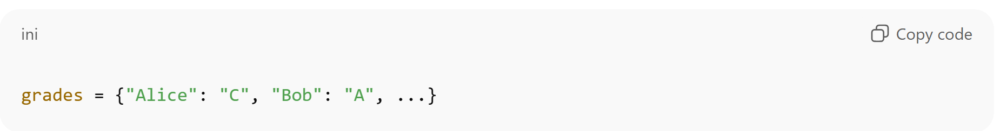 ini
Copy code
grades = {"Alice": "C", "Bob": "A", ...}